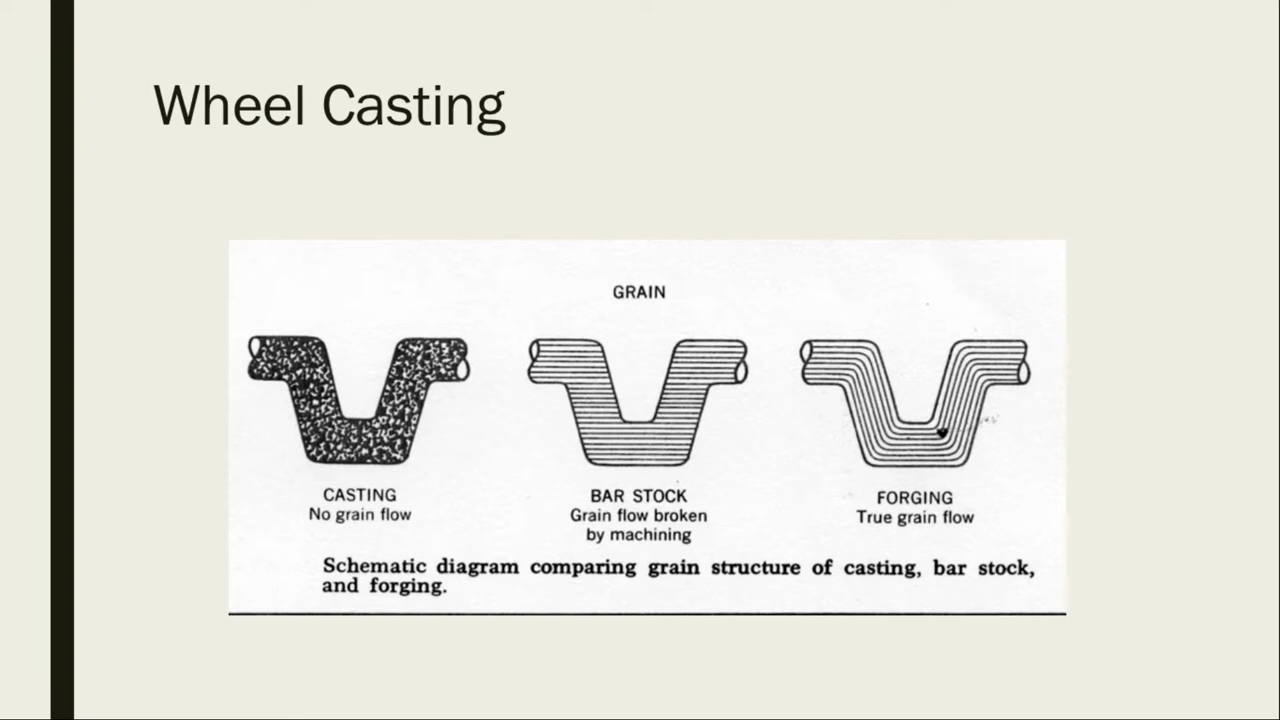 Wheel Casting
GRAIN
CASTING
No grain flow
BAR STOCK
Grain flow broken
by machining
FORGING
True grain flow
Schematic diagram comparing grain structure of casting, bar stock,
and forging.